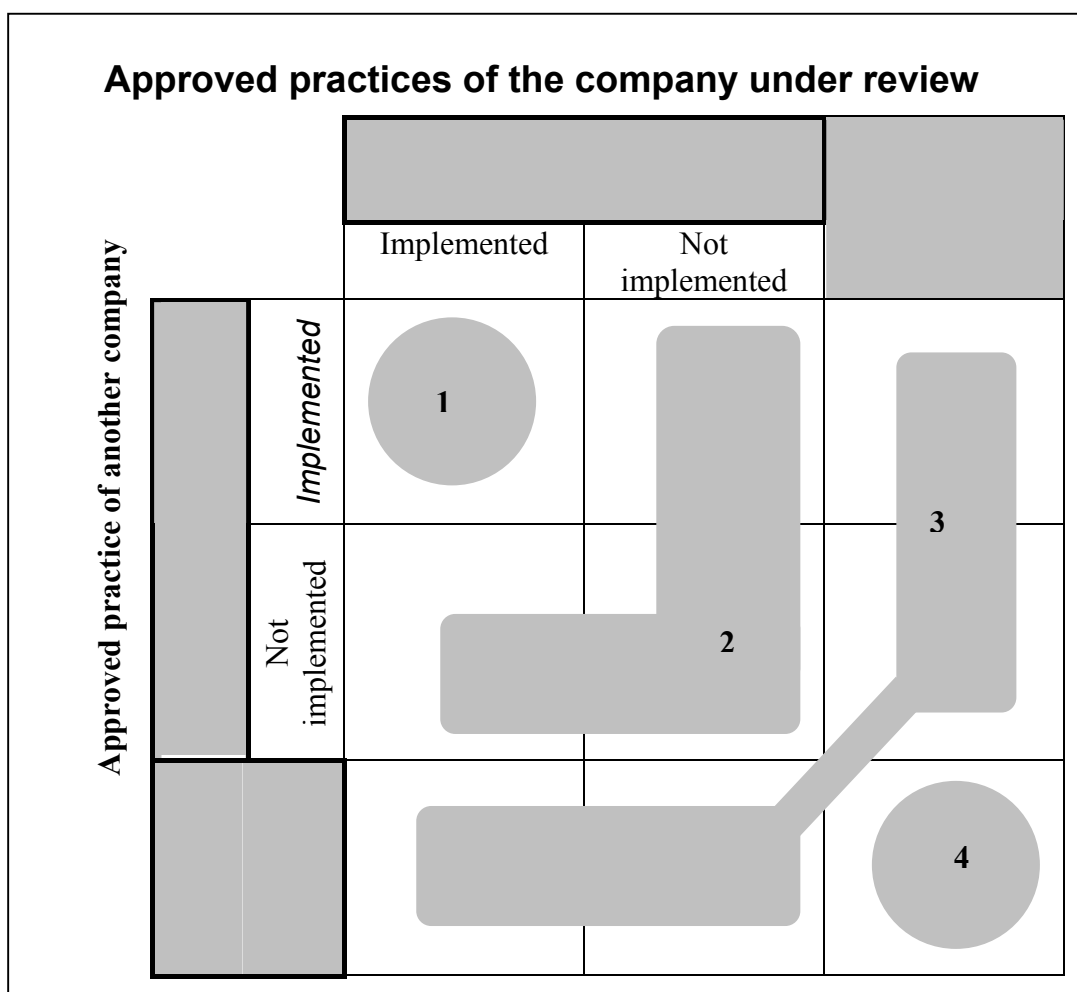 Approved practices of the company under review
Implemented
Not
implemented
Approved practice of another company
Implemented
Not
implemented
1
2
3
4